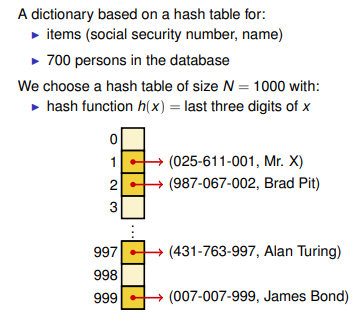 A dictionary based on a hash table for:
▶ items (social security number, name)
▶ 700 persons in the database
We choose a hash table of size N = 1000 with:
▶ hash function h(x) = last three digits of x
0
1 (025-611-001, Mr. X)
2 (987-067-002, Brad Pit)
3
⋮
997 (431-763-997, Alan Turing)
998
999 (007-007-999, James Bond)